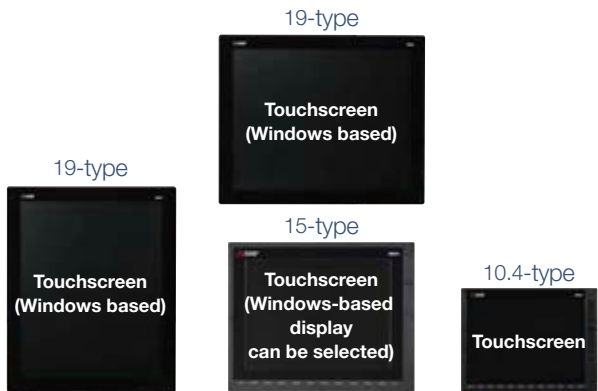 19-type
Touchscreen
(Windows based)
19-type
Touchscreen
(Windows based)
15-type
Touchscreen
(Windows-based
display
can be selected)
10.4-type
Touchscreen